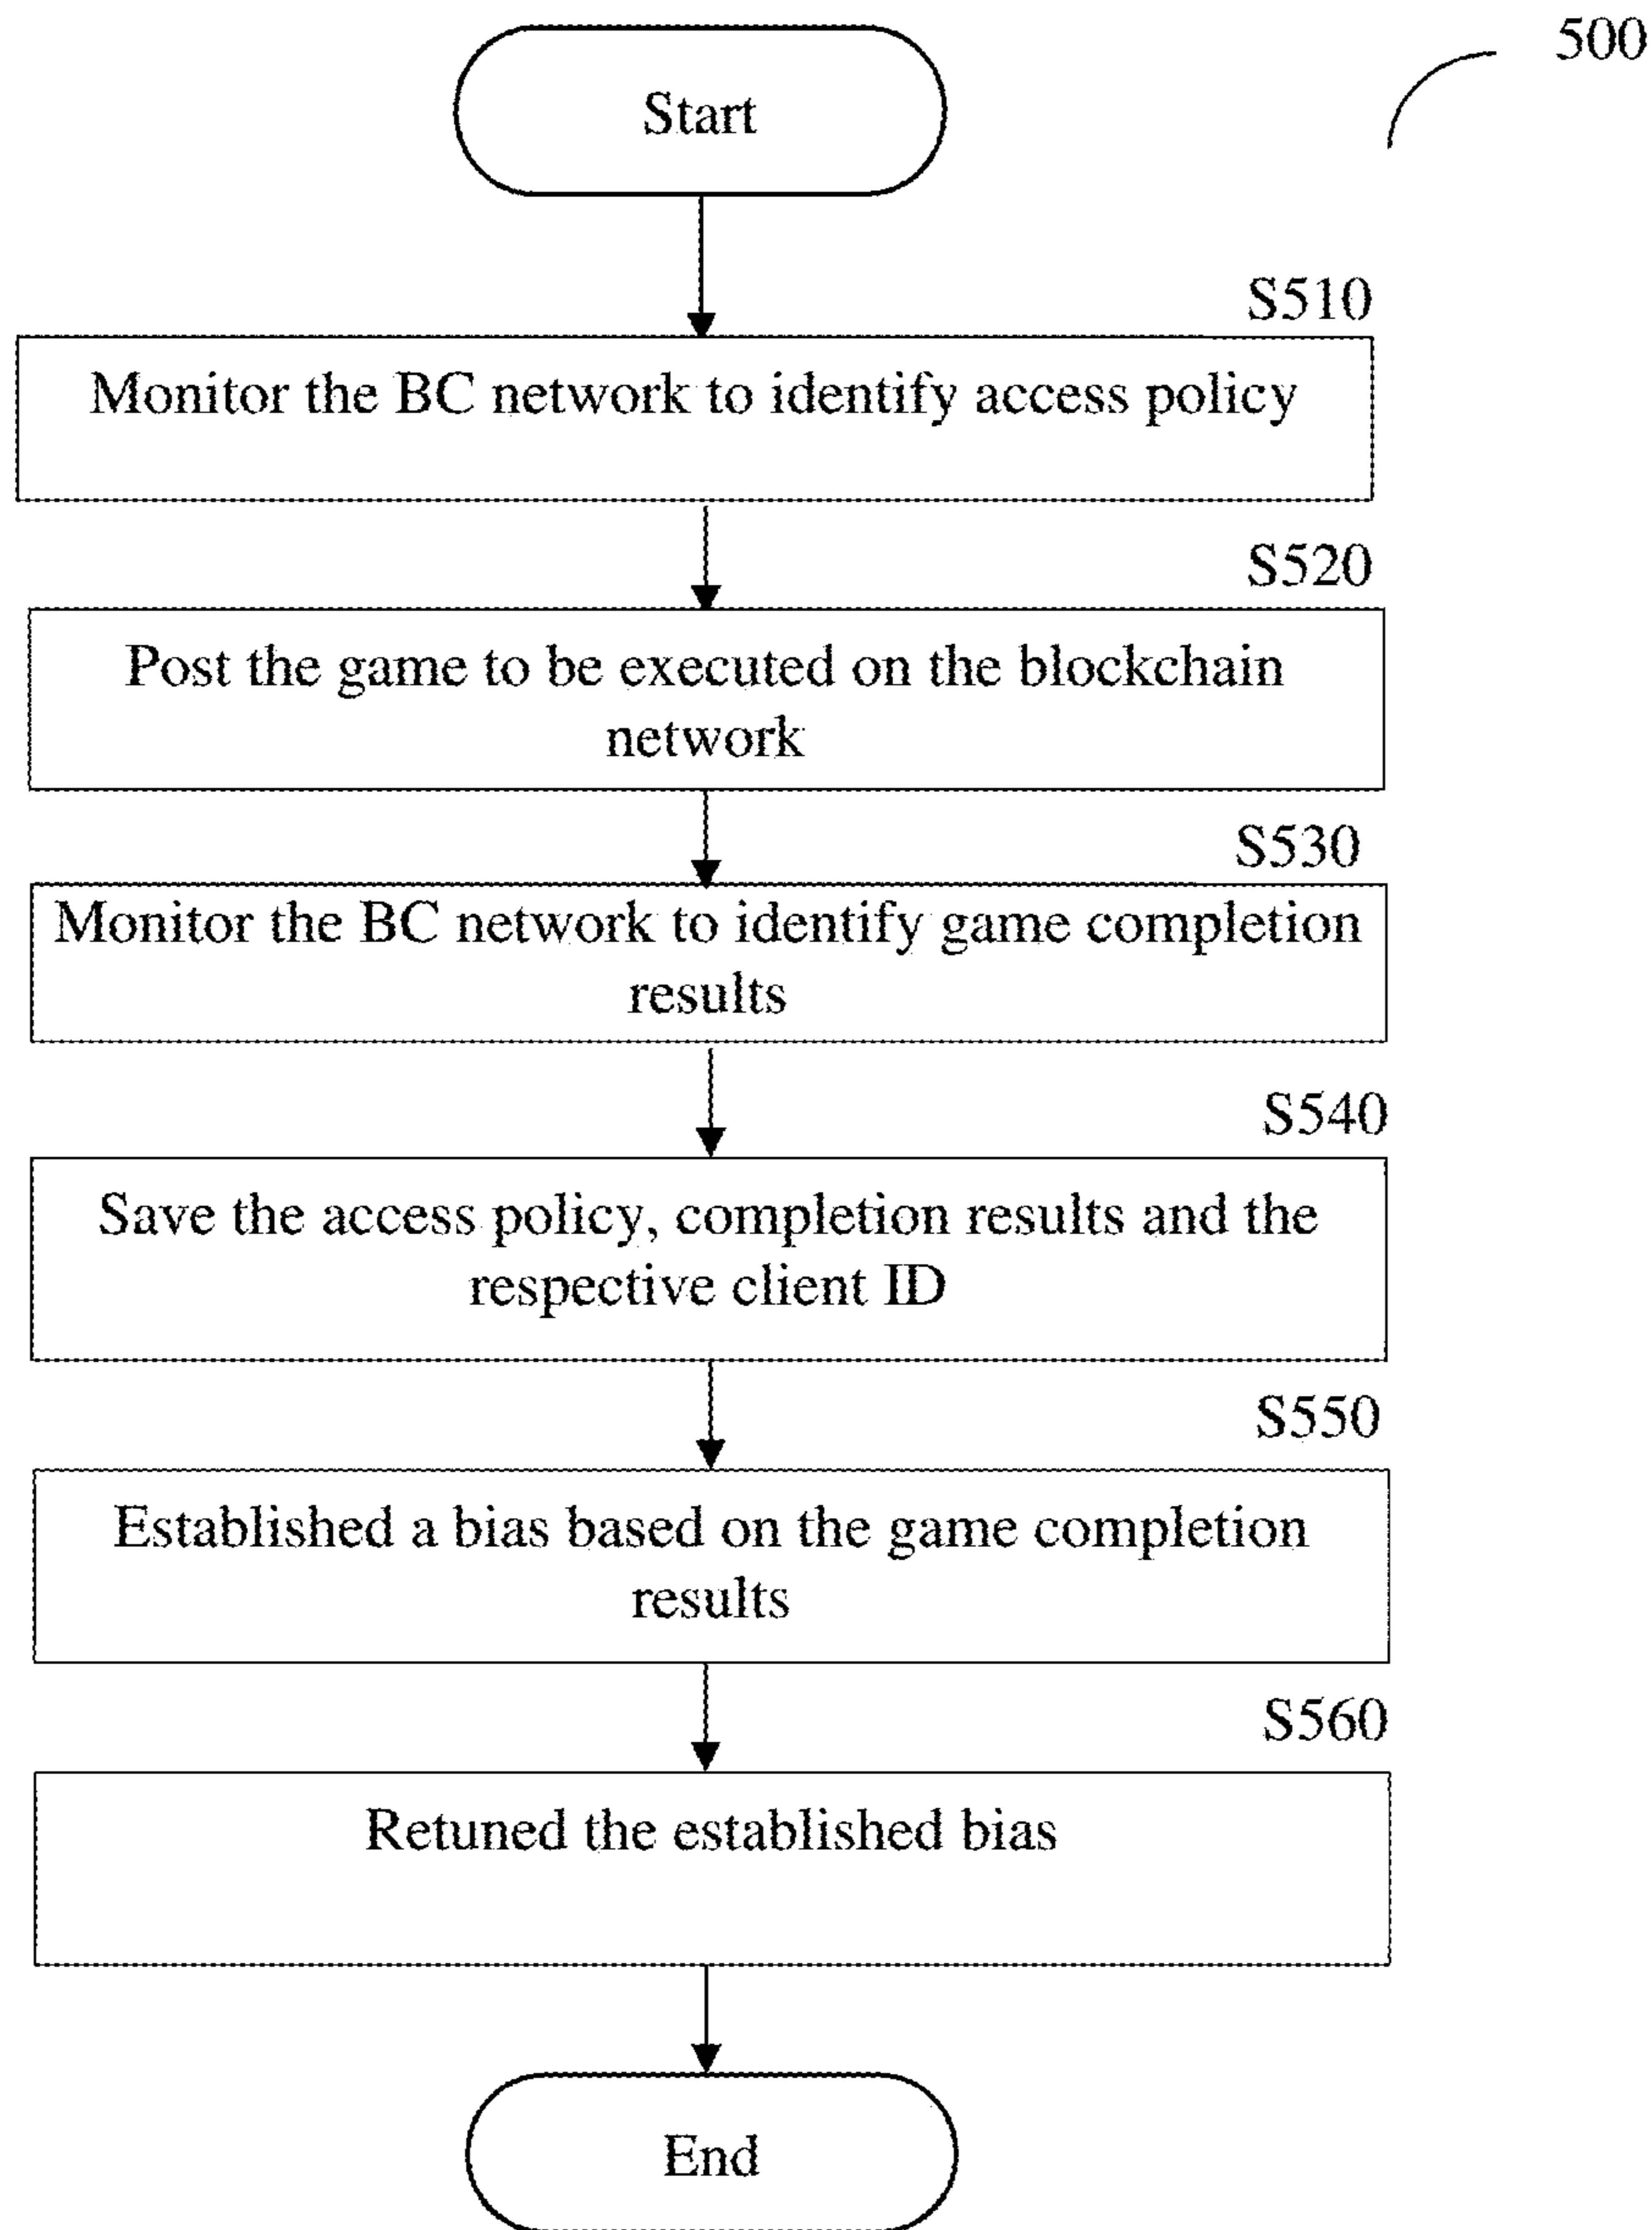 500
Start
S510
Monitor the BC network to identify access policy
S520
Post the game to be executed on the blockchain
network
S530
Monitor the BC network to identify game completion
results
S540
Save the access policy, completion results and the
respective client ID
S550
Established a bias based on the game completion
results
S560
Retuned the established bias
End